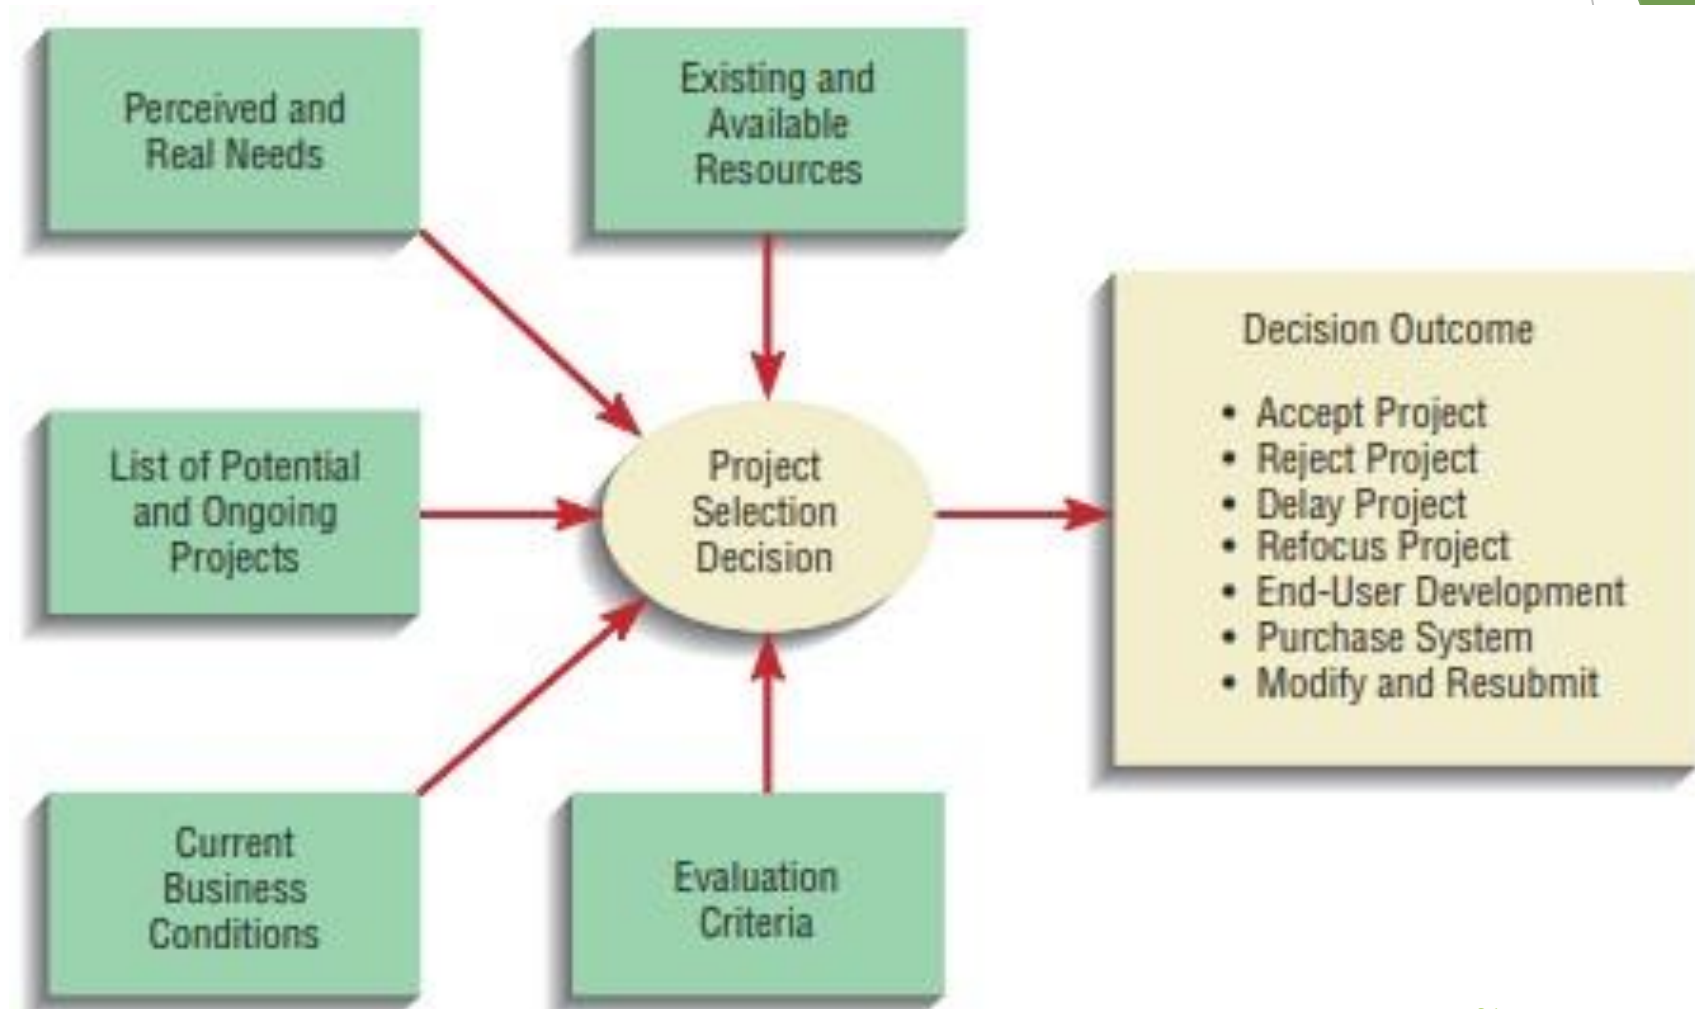 Perceived and
Real Needs
Existing and
Available
Resources
List of Potential
and Ongoing
Projects
Project
Selection
Decision
Current
Business
Conditions
Evaluation
Criteria
Decision Outcome
• Accept Project
• Reject Project
• Delay Project
• Refocus Project
• End-User Development
• Purchase System
• Modify and Resubmit